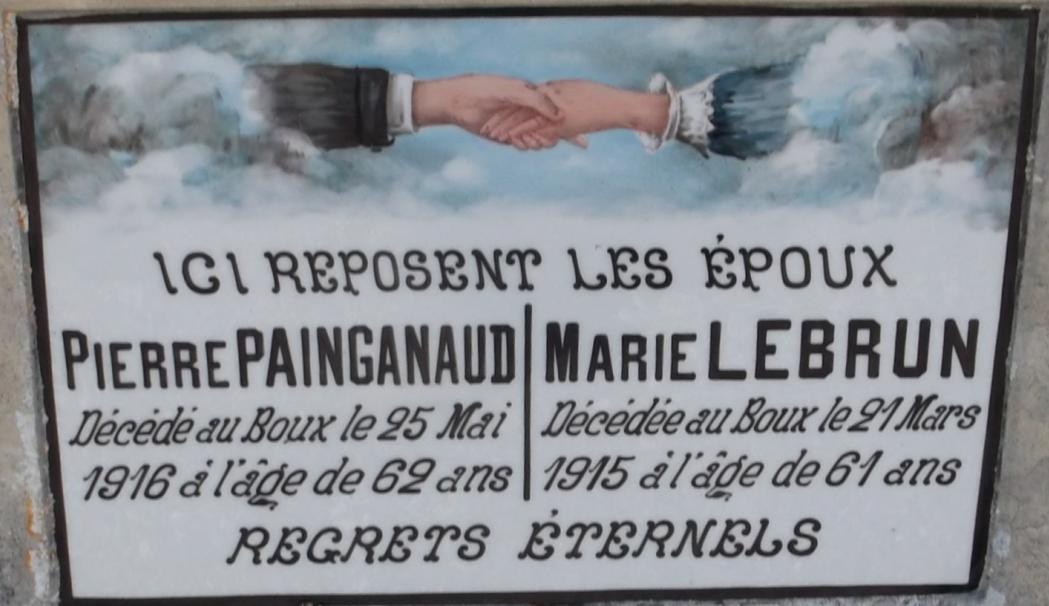 ICI REPOSENT LES ÉPOUX
PIERRE PAINGANAUD
Décédé au Boux le 25 Mai
1916 à l'âge de 62 ans
MARIE LEBRUN
Décédée au Boux le 21 Mars
1915 à l'âge de 61 ans
REGRETS ÉTERNELS